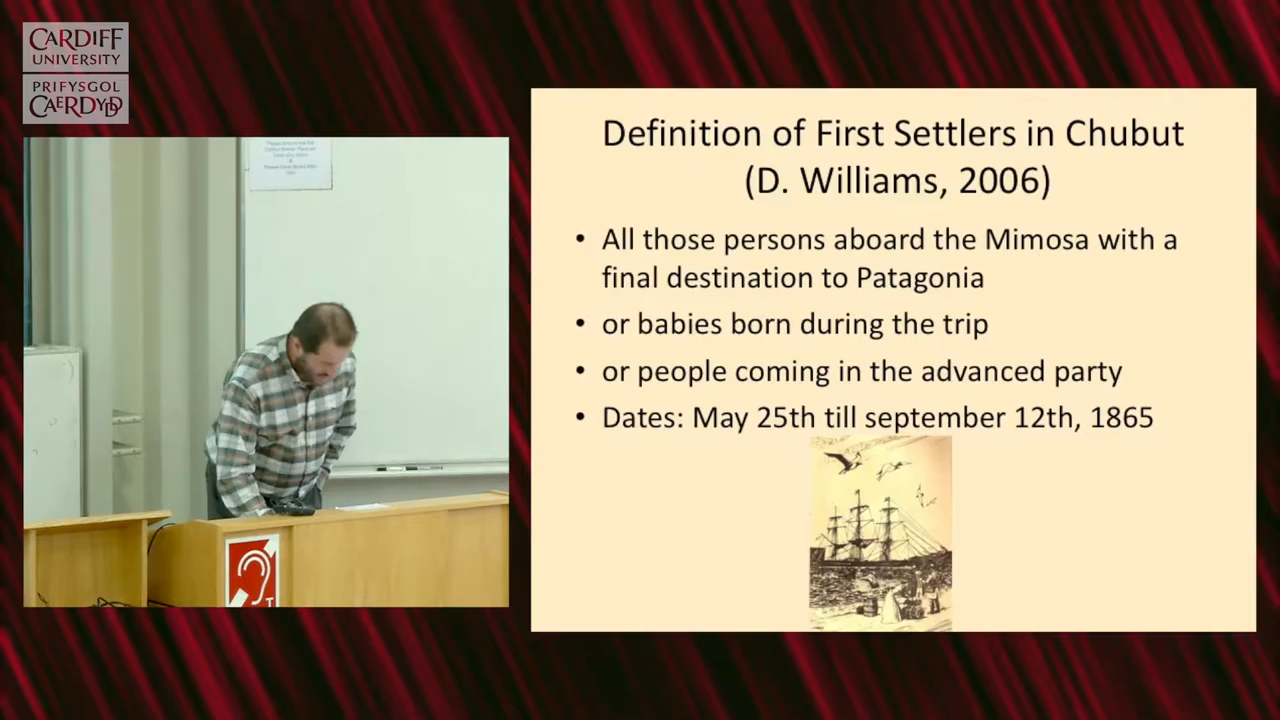 CARDIFF
UNIVERSITY
PRIFYSGOL
CAERDYDD
Definition of First Settlers in Chubut
(D. Williams, 2006)
• All those persons aboard the Mimosa with a
final destination to Patagonia
• or babies born during the trip
• or people coming in the advanced party
• Dates: May 25th till september 12th, 1865
T